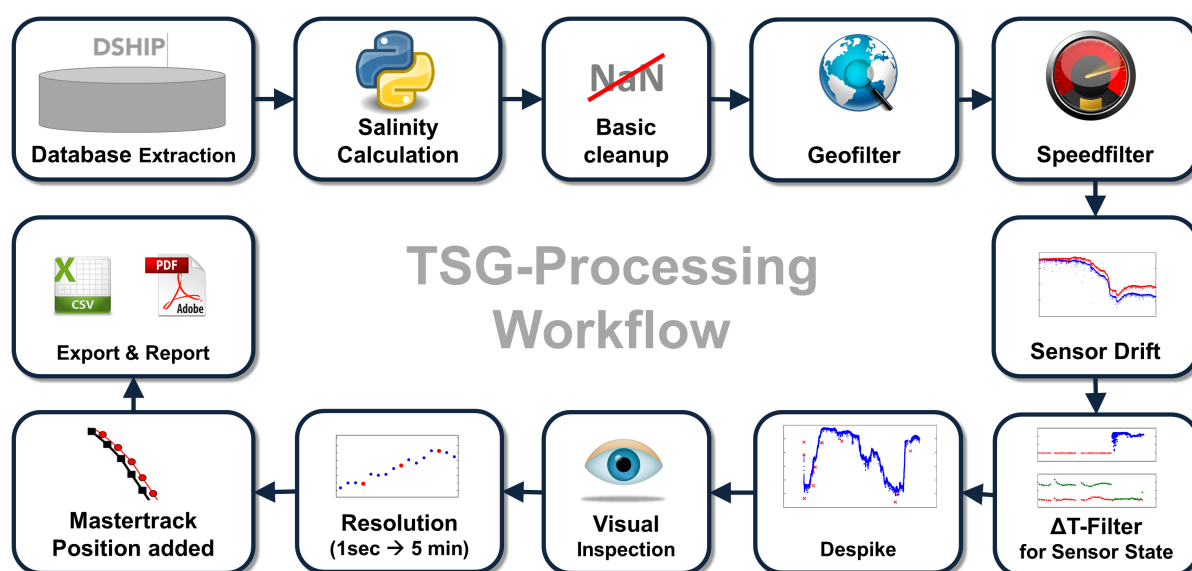 DSHIP
Database Extraction
Salinity
Calculation
NaN
Basic
cleanup
Geofilter
Speedfilter
TSG-Processing
Workflow
Sensor Drift
ΔT-Filter
for Sensor State
Despike
Visual
Inspection
Resolution
(1sec → 5 min)
Mastertrack
Position added
X
CSV
PDF
Adobe
Export & Report